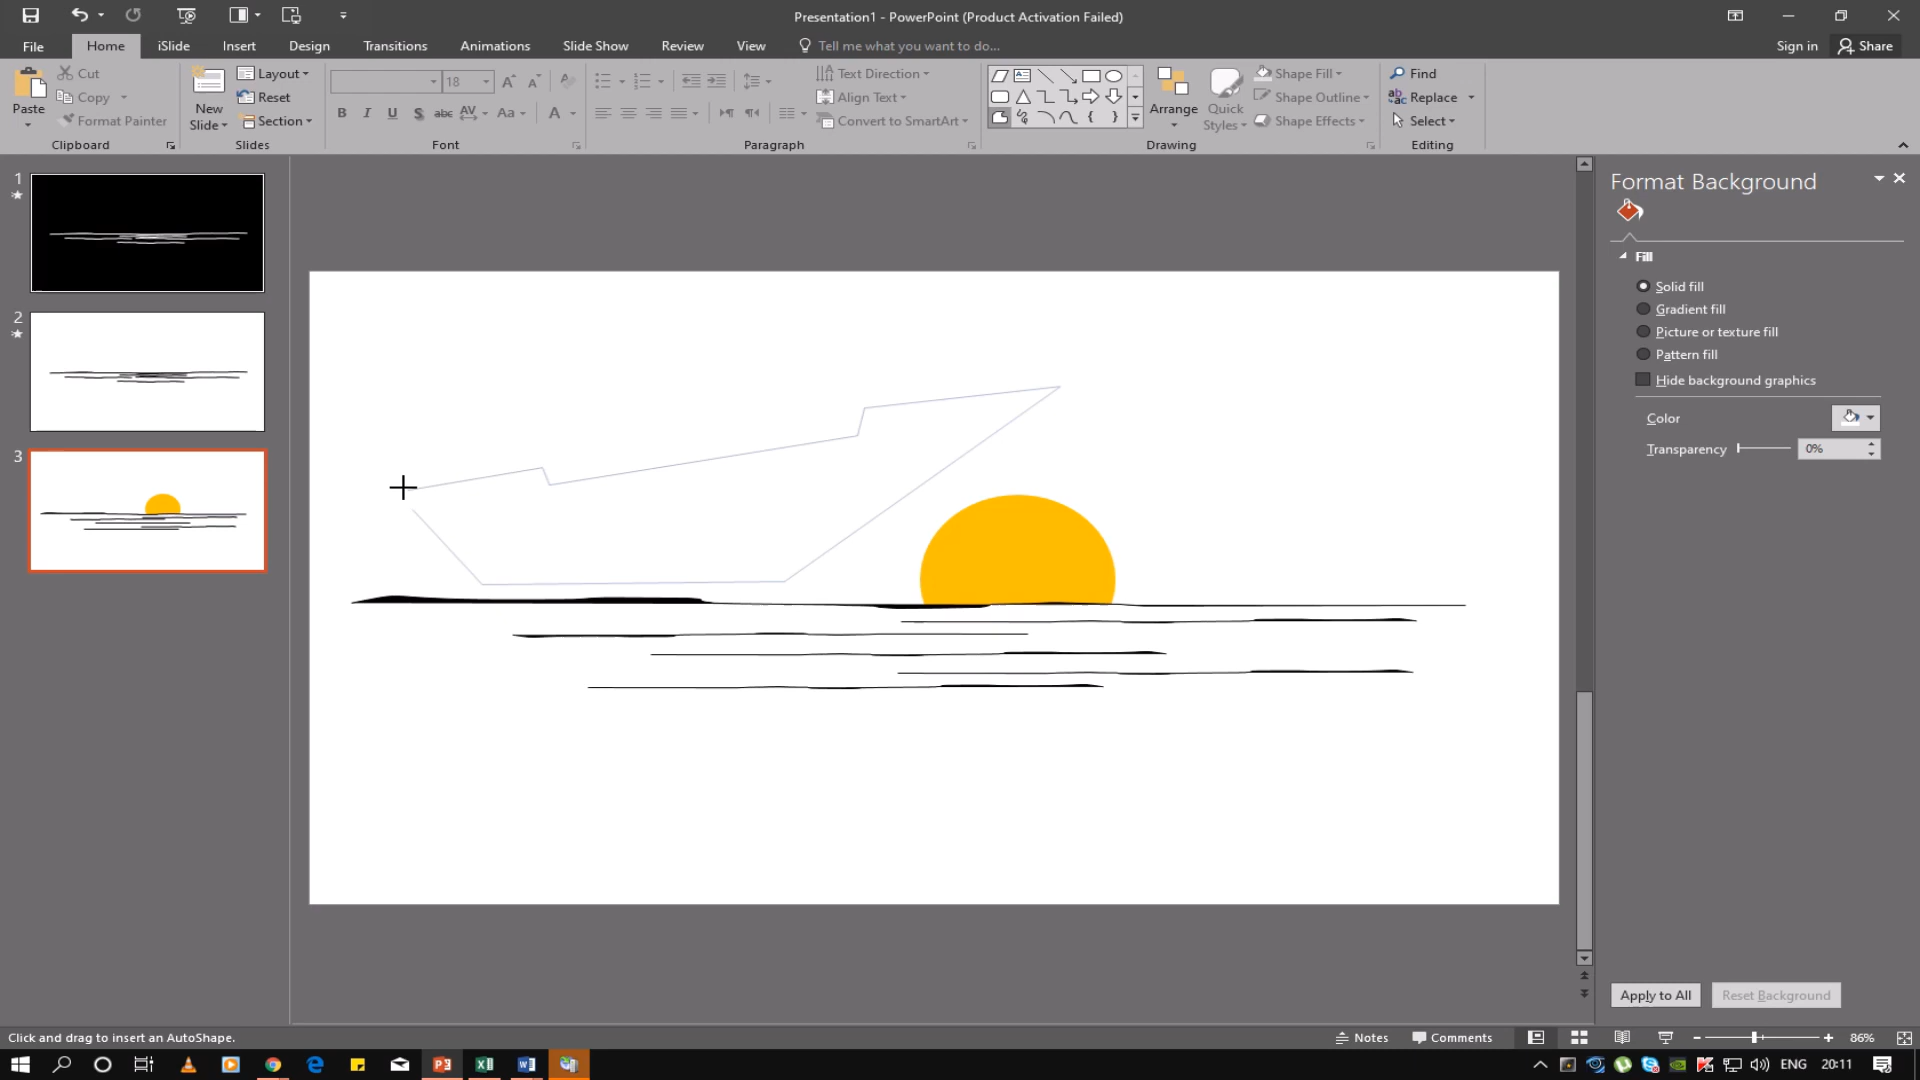 Presentation1 - PowerPoint (Product Activation Failed)
File Home iSlide Insert Design Transitions Animations Slide Show Review View Tell me what you want to do... Sign in Share
Paste
Cut
Copy
Format Painter
Clipboard
New Slide
Layout
Reset
Section
Slides
18
B I U S abc AV Aa A
Font
Text Direction
Align Text
Convert to SmartArt
Paragraph
Arrange
Quick Styles
Shape Fill
Shape Outline
Shape Effects
Drawing
Find
Replace
Select
Editing
1
2
3
Format Background
Fill
Solid fill
Gradient fill
Picture or texture fill
Pattern fill
Hide background graphics
Color
Transparency 0%
Apply to All Reset Background
Click and drag to insert an AutoShape. Notes Comments 86%
ENG 20:11